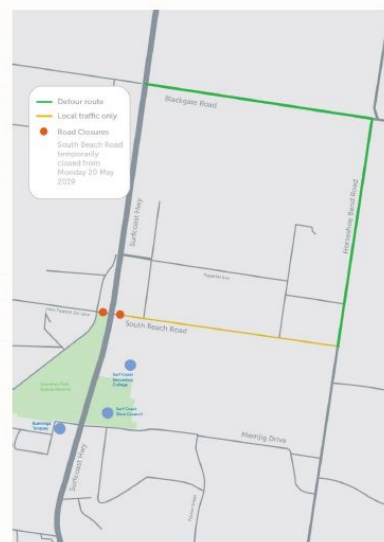 Detour route
Local traffic only
Road Closures
South Beach Road
temporarily
closed from
Monday 20 May
2019
Blackgate Road
Horseshoe Bend Road
Surfcoast Hwy
South Beach Road
Surf Coast
Secondary
College
Surf Coast
Shire Council
Bunnings
Torquay
Merrijig Drive
Surfcoast Hwy